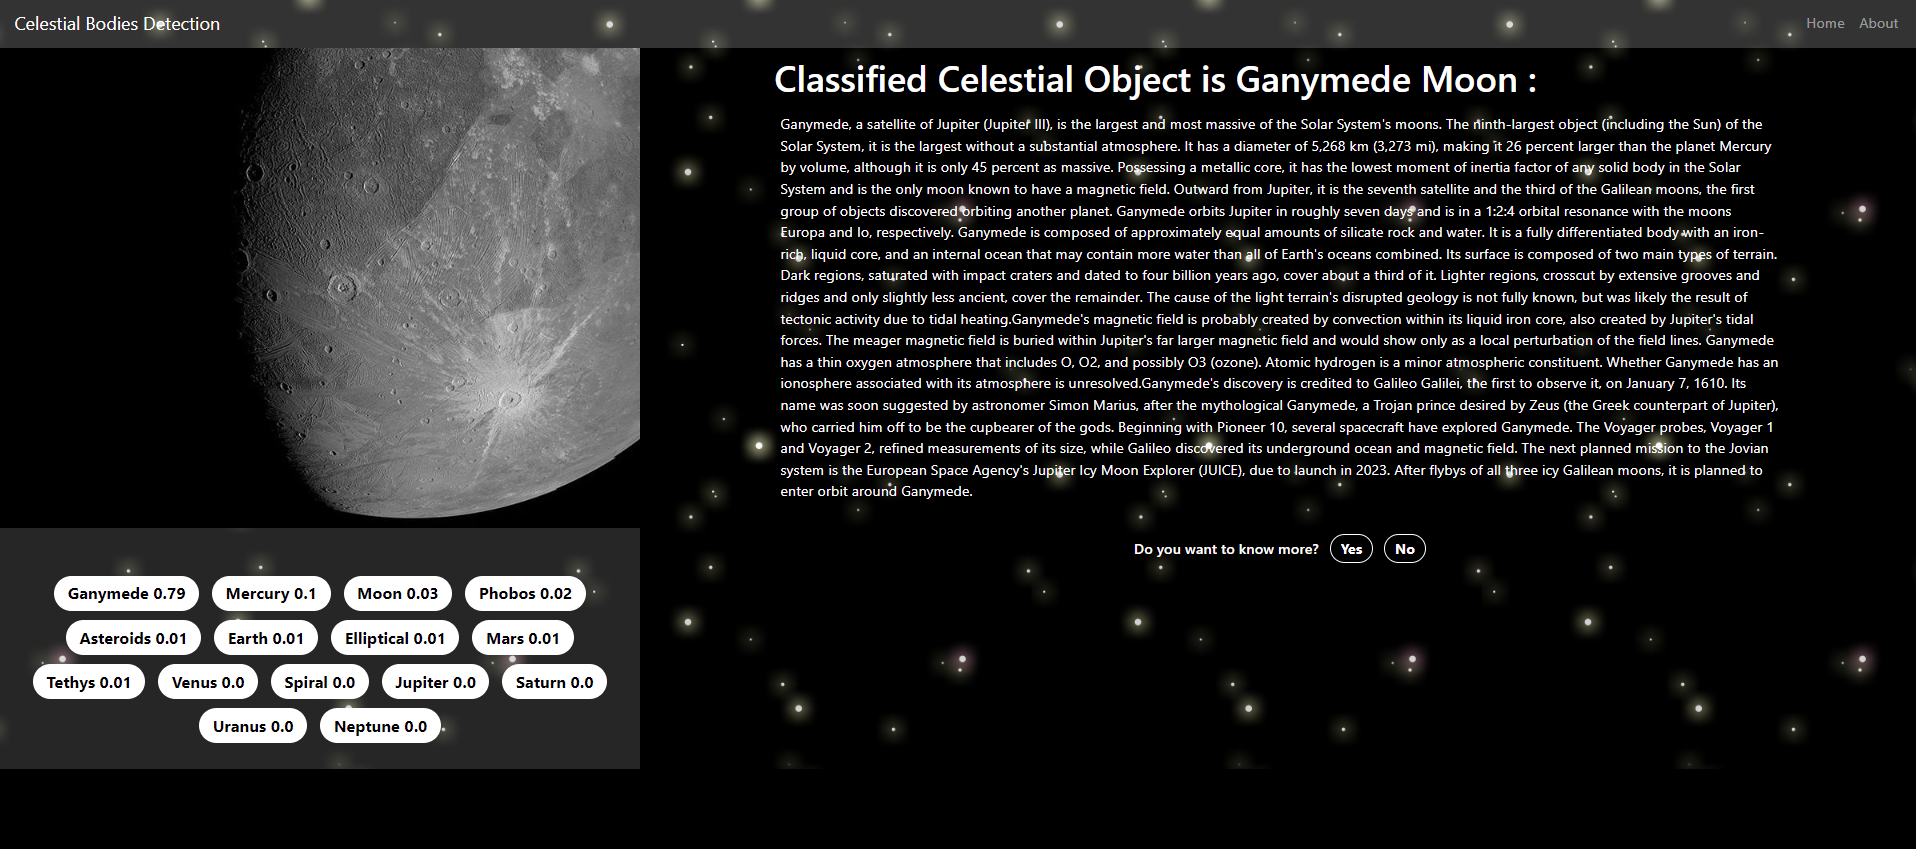 Celestial Bodies Detection
Home About
Classified Celestial Object is Ganymede Moon :
Ganymede, a satellite of Jupiter (Jupiter III), is the largest and most massive of the Solar System's moons. The ninth-largest object (including the Sun) of the
Solar System, it is the largest without a substantial atmosphere. It has a diameter of 5,268 km (3,273 mi), making it 26 percent larger than the planet Mercury
by volume, although it is only 45 percent as massive. Possessing a metallic core, it has the lowest moment of inertia factor of any solid body in the Solar
System and is the only moon known to have a magnetic field. Outward from Jupiter, it is the seventh satellite and the third of the Galilean moons, the first
group of objects discovered orbiting another planet. Ganymede orbits Jupiter in roughly seven days and is in a 1:2:4 orbital resonance with the moons
Europa and Io, respectively. Ganymede is composed of approximately equal amounts of silicate rock and water. It is a fully differentiated body with an iron-
rich, liquid core, and an internal ocean that may contain more water than all of Earth's oceans combined. Its surface is composed of two main types of terrain.
Dark regions, saturated with impact craters and dated to four billion years ago, cover about a third of it. Lighter regions, crosscut by extensive grooves and
ridges and only slightly less ancient, cover the remainder. The cause of the light terrain's disrupted geology is not fully known, but was likely the result of
tectonic activity due to tidal heating.Ganymede's magnetic field is probably created by convection within its liquid iron core, also created by Jupiter's tidal
forces. The meager magnetic field is buried within Jupiter's far larger magnetic field and would show only as a local perturbation of the field lines. Ganymede
has a thin oxygen atmosphere that includes O, O2, and possibly O3 (ozone). Atomic hydrogen is a minor atmospheric constituent. Whether Ganymede has an
ionosphere associated with its atmosphere is unresolved.Ganymede's discovery is credited to Galileo Galilei, the first to observe it, on January 7, 1610. Its
name was soon suggested by astronomer Simon Marius, after the mythological Ganymede, a Trojan prince desired by Zeus (the Greek counterpart of Jupiter),
who carried him off to be the cupbearer of the gods. Beginning with Pioneer 10, several spacecraft have explored Ganymede. The Voyager probes, Voyager 1
and Voyager 2, refined measurements of its size, while Galileo discovered its underground ocean and magnetic field. The next planned mission to the Jovian
system is the European Space Agency's Jupiter Icy Moon Explorer (JUICE), due to launch in 2023. After flybys of all three icy Galilean moons, it is planned to
enter orbit around Ganymede.
Do you want to know more? Yes No
Ganymede 0.79 Mercury 0.1 Moon 0.03 Phobos 0.02
Asteroids 0.01 Earth 0.01 Elliptical 0.01 Mars 0.01
Tethys 0.01 Venus 0.0 Spiral 0.0 Jupiter 0.0 Saturn 0.0
Uranus 0.0 Neptune 0.0